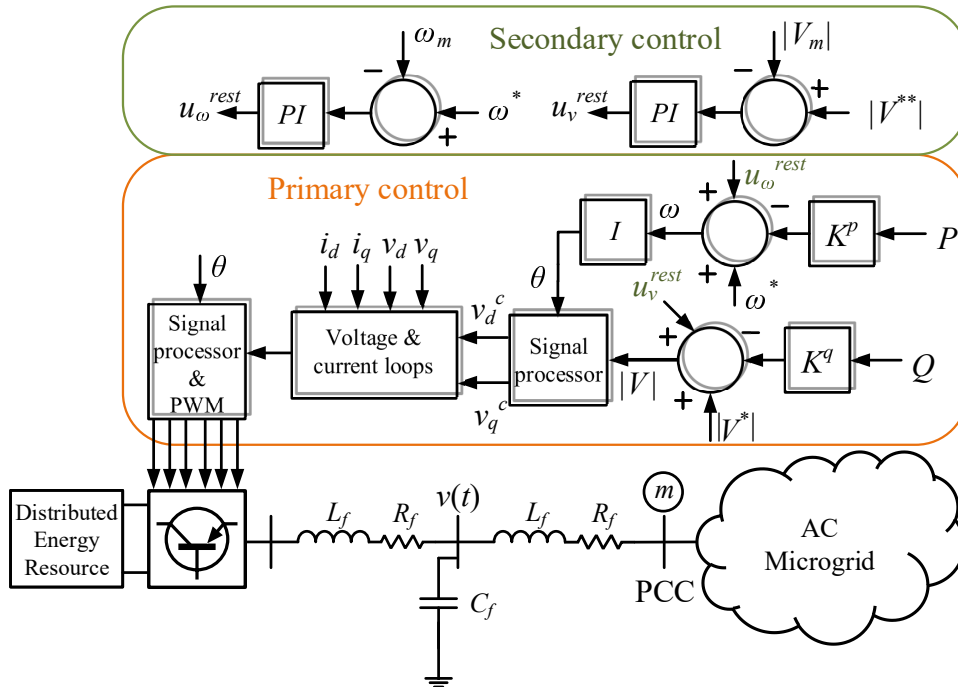 Secondary control
ω_m
−
u_ω^rest
PI
ω*
+
|V_m|
−
+
u_v^rest
PI
|V**|
Primary control
u_ω^rest
+
−
I
ω
K^p
P
+
θ
ω*
i_d i_q v_d v_q
θ
u_v^rest
Signal
processor
&
PWM
Voltage &
current loops
v_d^c
v_q^c
Signal
processor
|V|
+
−
+
K^q
Q
|V*|
Distributed
Energy
Resource
L_f
R_f
v(t)
L_f
R_f
m
C_f
PCC
AC
Microgrid